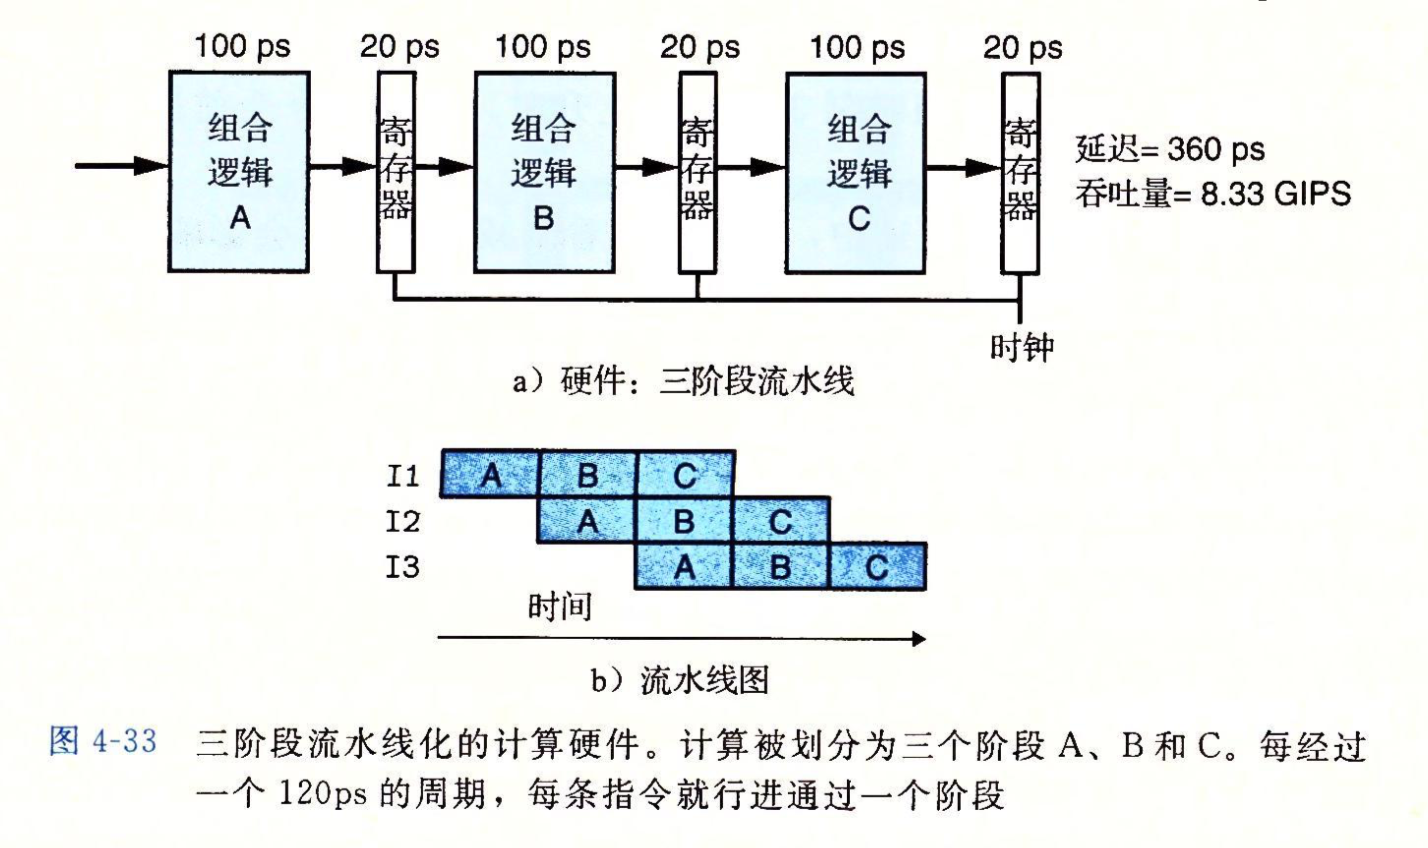 100 ps 20 ps 100 ps 20 ps 100 ps 20 ps
组合
逻辑
A
寄
存
器
组合
逻辑
B
寄
存
器
组合
逻辑
C
寄
存
器
延迟= 360 ps
吞吐量= 8.33 GIPS
时钟
a）硬件：三阶段流水线
I1 A B C
I2 A B C
I3 A B C
时间
b）流水线图
图 4-33 三阶段流水线化的计算硬件。计算被划分为三个阶段 A、B 和 C。每经过
一个 120ps 的周期，每条指令就行进通过一个阶段